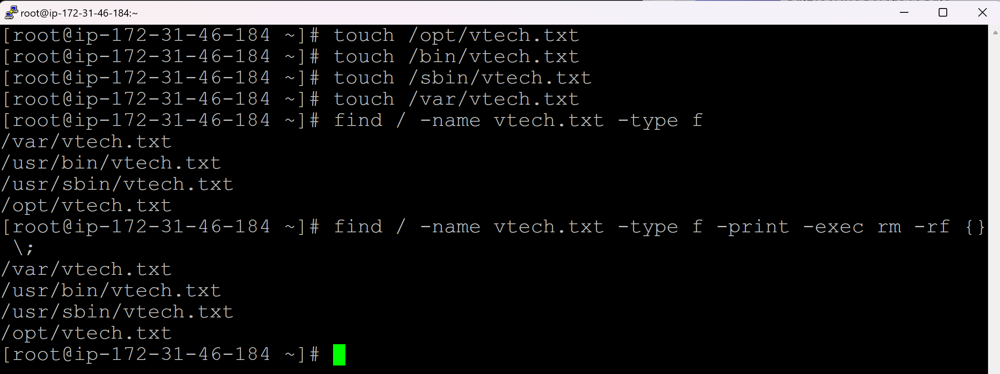 root@ip-172-31-46-184:~
[root@ip-172-31-46-184 ~]# touch /opt/vtech.txt
[root@ip-172-31-46-184 ~]# touch /bin/vtech.txt
[root@ip-172-31-46-184 ~]# touch /sbin/vtech.txt
[root@ip-172-31-46-184 ~]# touch /var/vtech.txt
[root@ip-172-31-46-184 ~]# find / -name vtech.txt -type f
/var/vtech.txt
/usr/bin/vtech.txt
/usr/sbin/vtech.txt
/opt/vtech.txt
[root@ip-172-31-46-184 ~]# find / -name vtech.txt -type f -print -exec rm -rf {}
 \;
/var/vtech.txt
/usr/bin/vtech.txt
/usr/sbin/vtech.txt
/opt/vtech.txt
[root@ip-172-31-46-184 ~]#